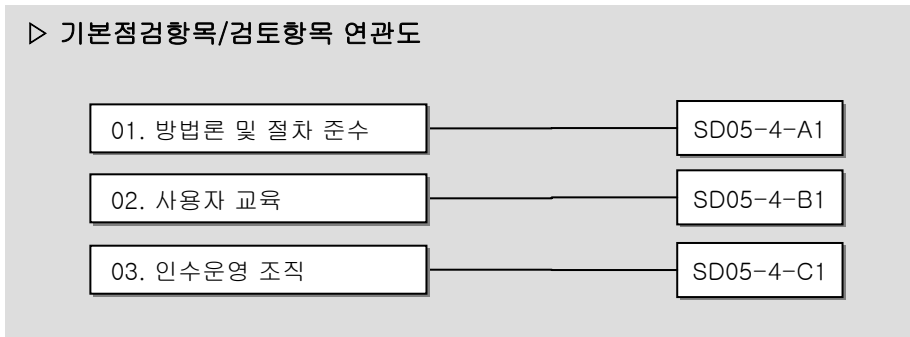 ▷ 기본점검항목/검토항목 연관도
01. 방법론 및 절차 준수 SD05-4-A1
02. 사용자 교육 SD05-4-B1
03. 인수운영 조직 SD05-4-C1